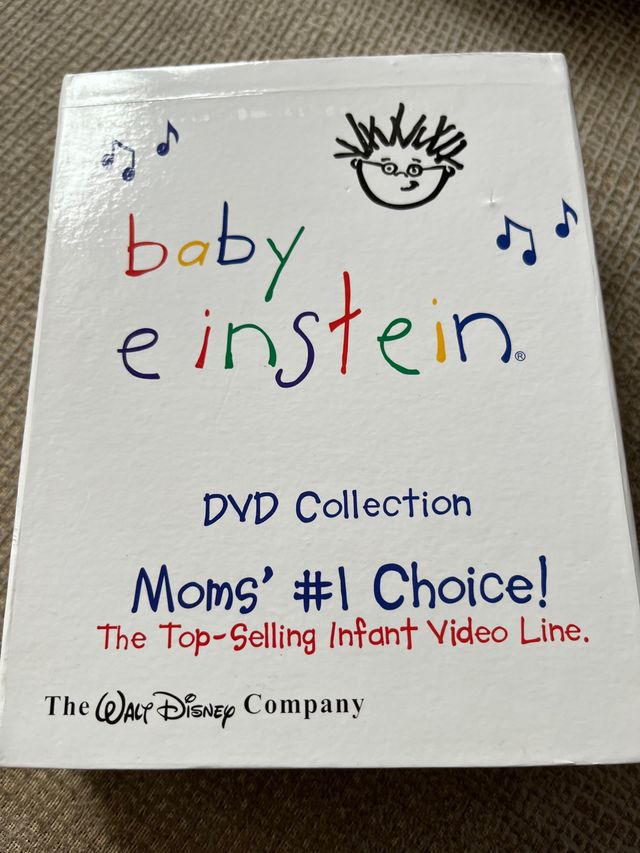 baby
einstein®
DVD Collection
Moms' #1 Choice!
The Top-Selling Infant Video Line.
The Walt Disney Company